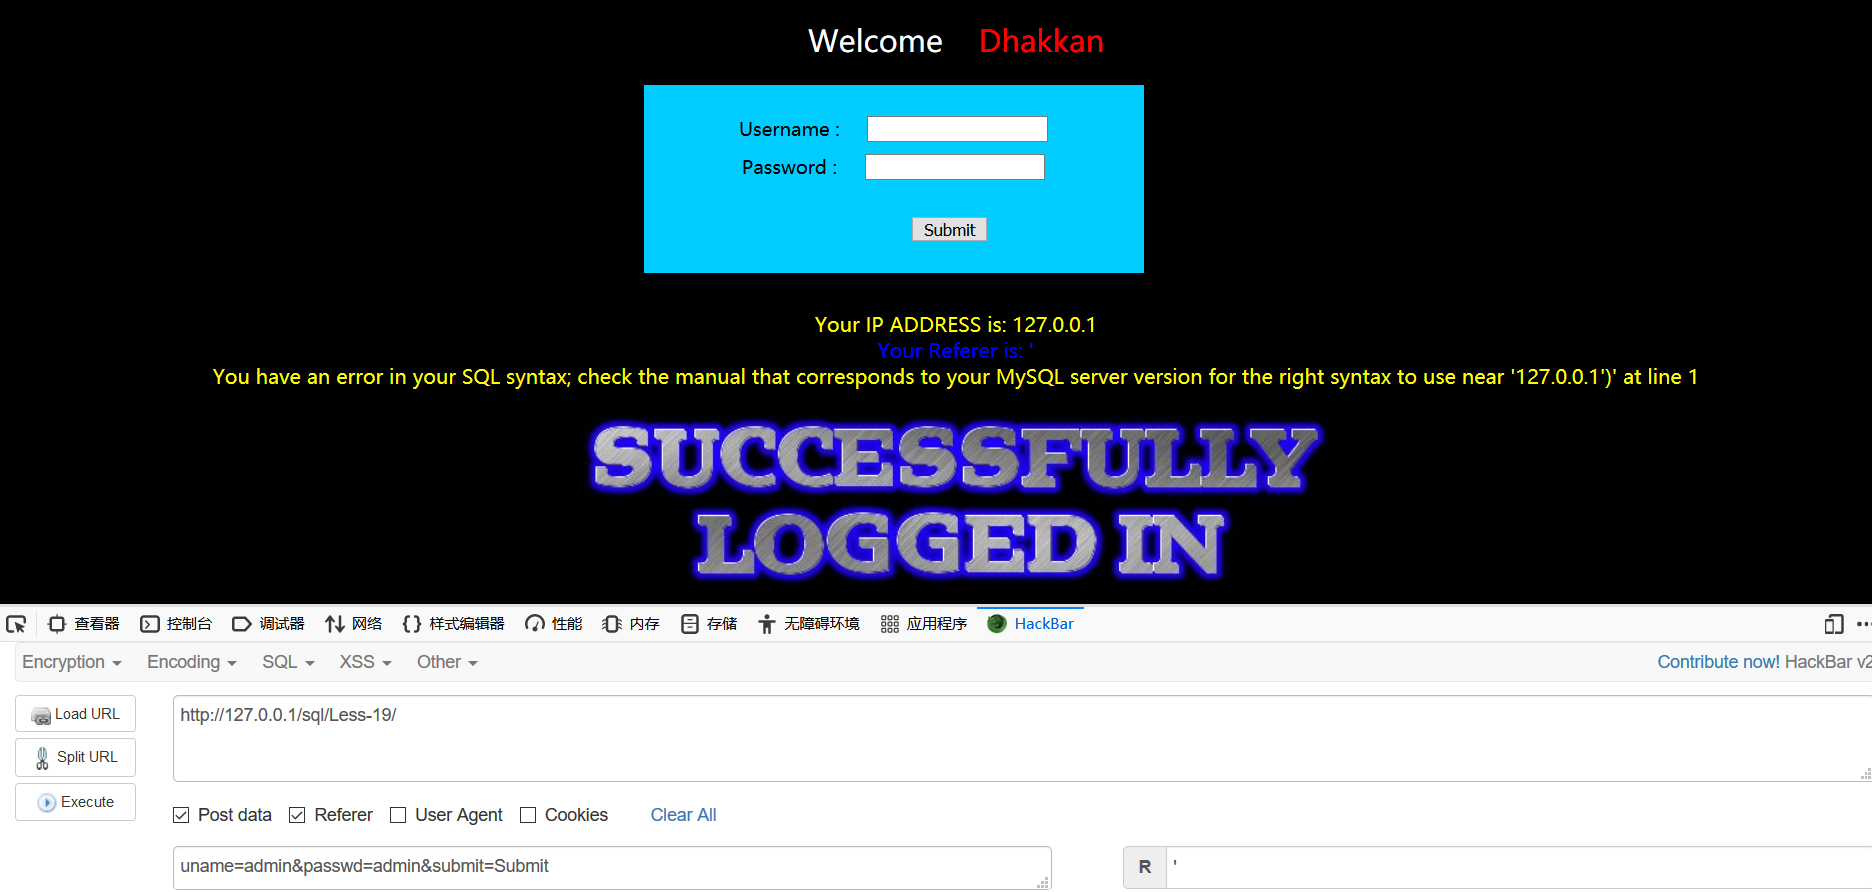 Welcome Dhakkan
Username :
Password :
Submit
Your IP ADDRESS is: 127.0.0.1
Your Referer is: '
You have an error in your SQL syntax; check the manual that corresponds to your MySQL server version for the right syntax to use near '127.0.0.1')' at line 1
SUCCESSFULLY
LOGGED IN
查看器 控制台 调试器 网络 样式编辑器 性能 内存 存储 无障碍环境 应用程序 HackBar
Encryption Encoding SQL XSS Other Contribute now! HackBar v2
Load URL http://127.0.0.1/sql/Less-19/
Split URL
Execute
Post data Referer User Agent Cookies Clear All
uname=admin&passwd=admin&submit=Submit R '